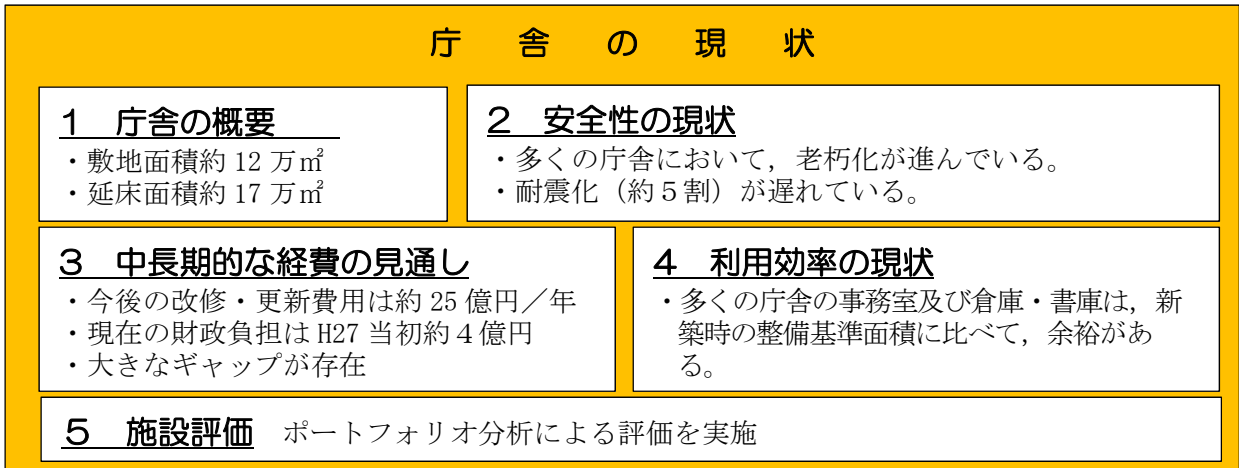 庁舎の現状
1 庁舎の概要
・敷地面積約 12 万㎡
・延床面積約 17 万㎡
2 安全性の現状
・多くの庁舎において，老朽化が進んでいる。
・耐震化（約５割）が遅れている。
3 中長期的な経費の見通し
・今後の改修・更新費用は約 25 億円／年
・現在の財政負担は H27 当初約４億円
・大きなギャップが存在
4 利用効率の現状
・多くの庁舎の事務室及び倉庫・書庫は，新
築時の整備基準面積に比べて，余裕があ
る。
5 施設評価 ポートフォリオ分析による評価を実施